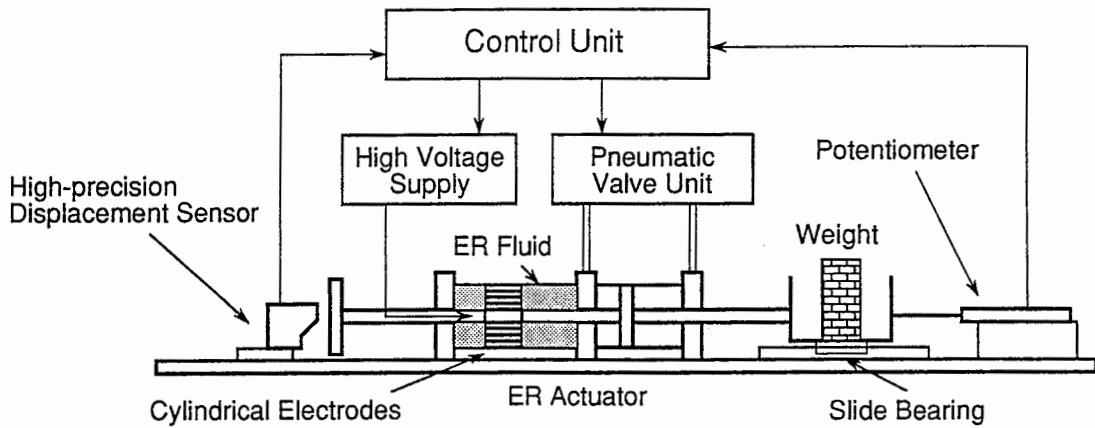 Control Unit
High Voltage
Supply
Pneumatic
Valve Unit
Potentiometer
High-precision
Displacement Sensor
ER Fluid
Weight
Cylindrical Electrodes
ER Actuator
Slide Bearing